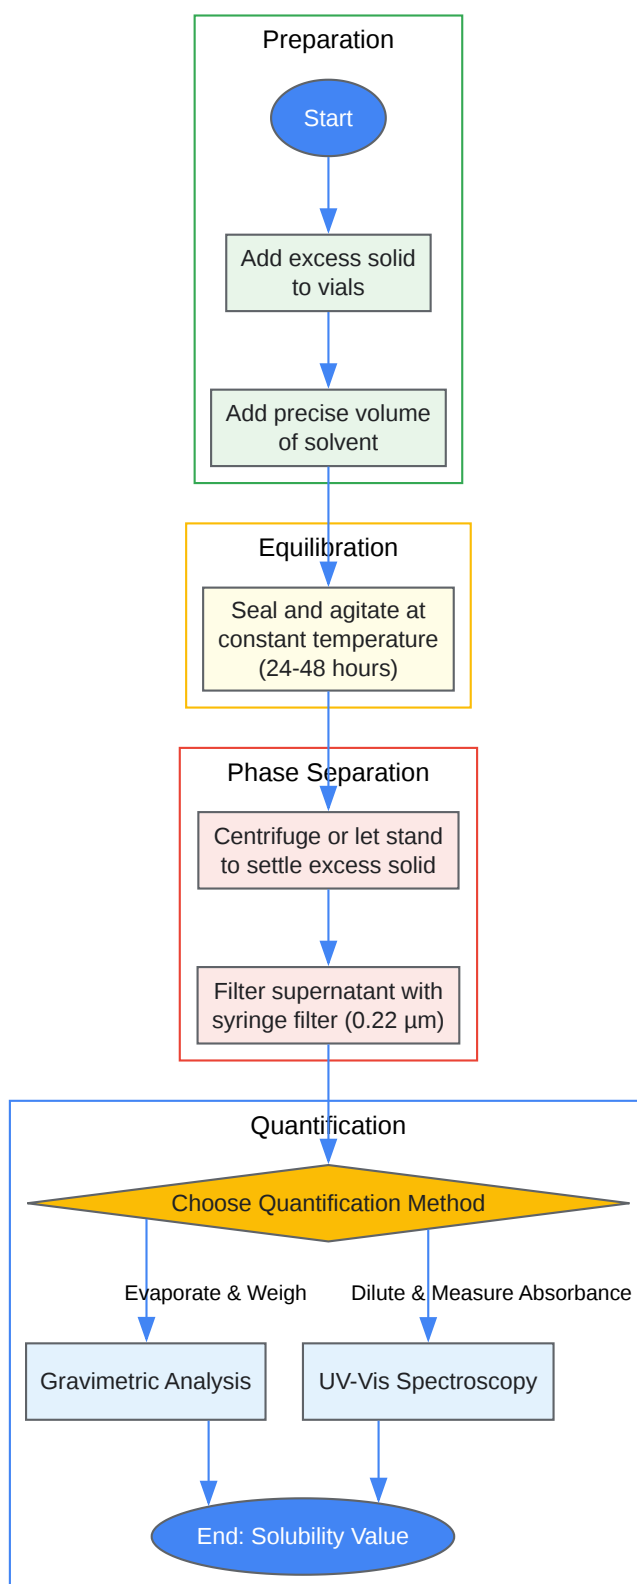 Preparation
Start
Add excess solid
to vials
Add precise volume
of solvent
Equilibration
Seal and agitate at
constant temperature
(24-48 hours)
Phase Separation
Centrifuge or let stand
to settle excess solid
Filter supernatant with
syringe filter (0.22 µm)
Quantification
Choose Quantification Method
Evaporate & Weigh
Dilute & Measure Absorbance
Gravimetric Analysis
UV-Vis Spectroscopy
End: Solubility Value